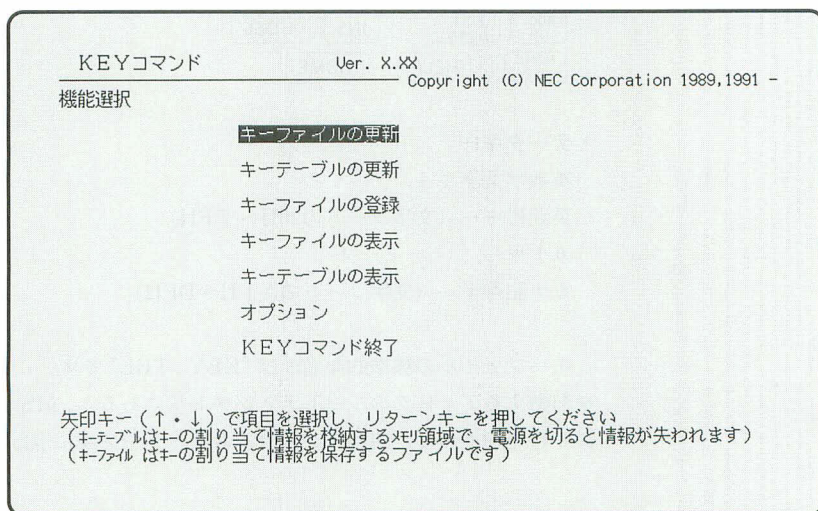 KEYコマンド Ver. X.XX
Copyright (C) NEC Corporation 1989,1991 -
機能選択
キーファイルの更新
キーテーブルの更新
キーファイルの登録
キーファイルの表示
キーテーブルの表示
オプション
KEYコマンド終了
矢印キー(↑・↓)で項目を選択し、リターンキーを押してください
(キーテーブルはキーの割り当て情報を格納するメモリ領域で、電源を切ると情報が失われます)
(キーファイル はキーの割り当て情報を保存するファイルです)